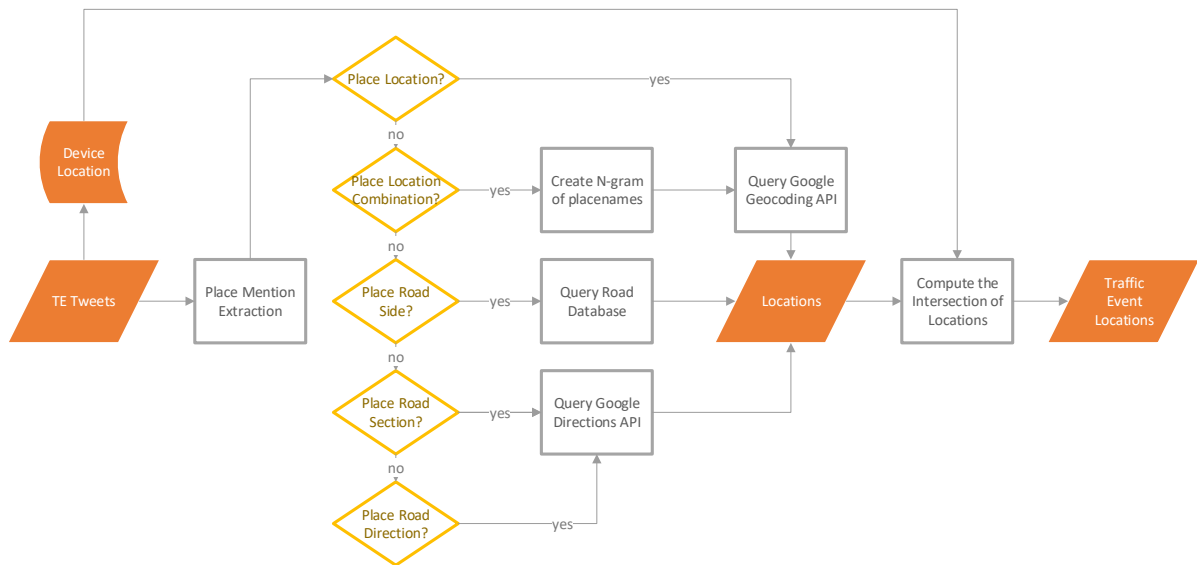 Place Location?
yes
no
Device
Location
Place Location
Combination?
yes
Create N-gram
of placenames
Query Google
Geocoding API
no
TE Tweets
Place Mention
Extraction
Place Road
Side?
yes
Query Road
Database
Locations
Compute the
Intersection of
Locations
Traffic
Event
Locations
no
Place Road
Section?
yes
Query Google
Directions API
no
Place Road
Direction?
yes